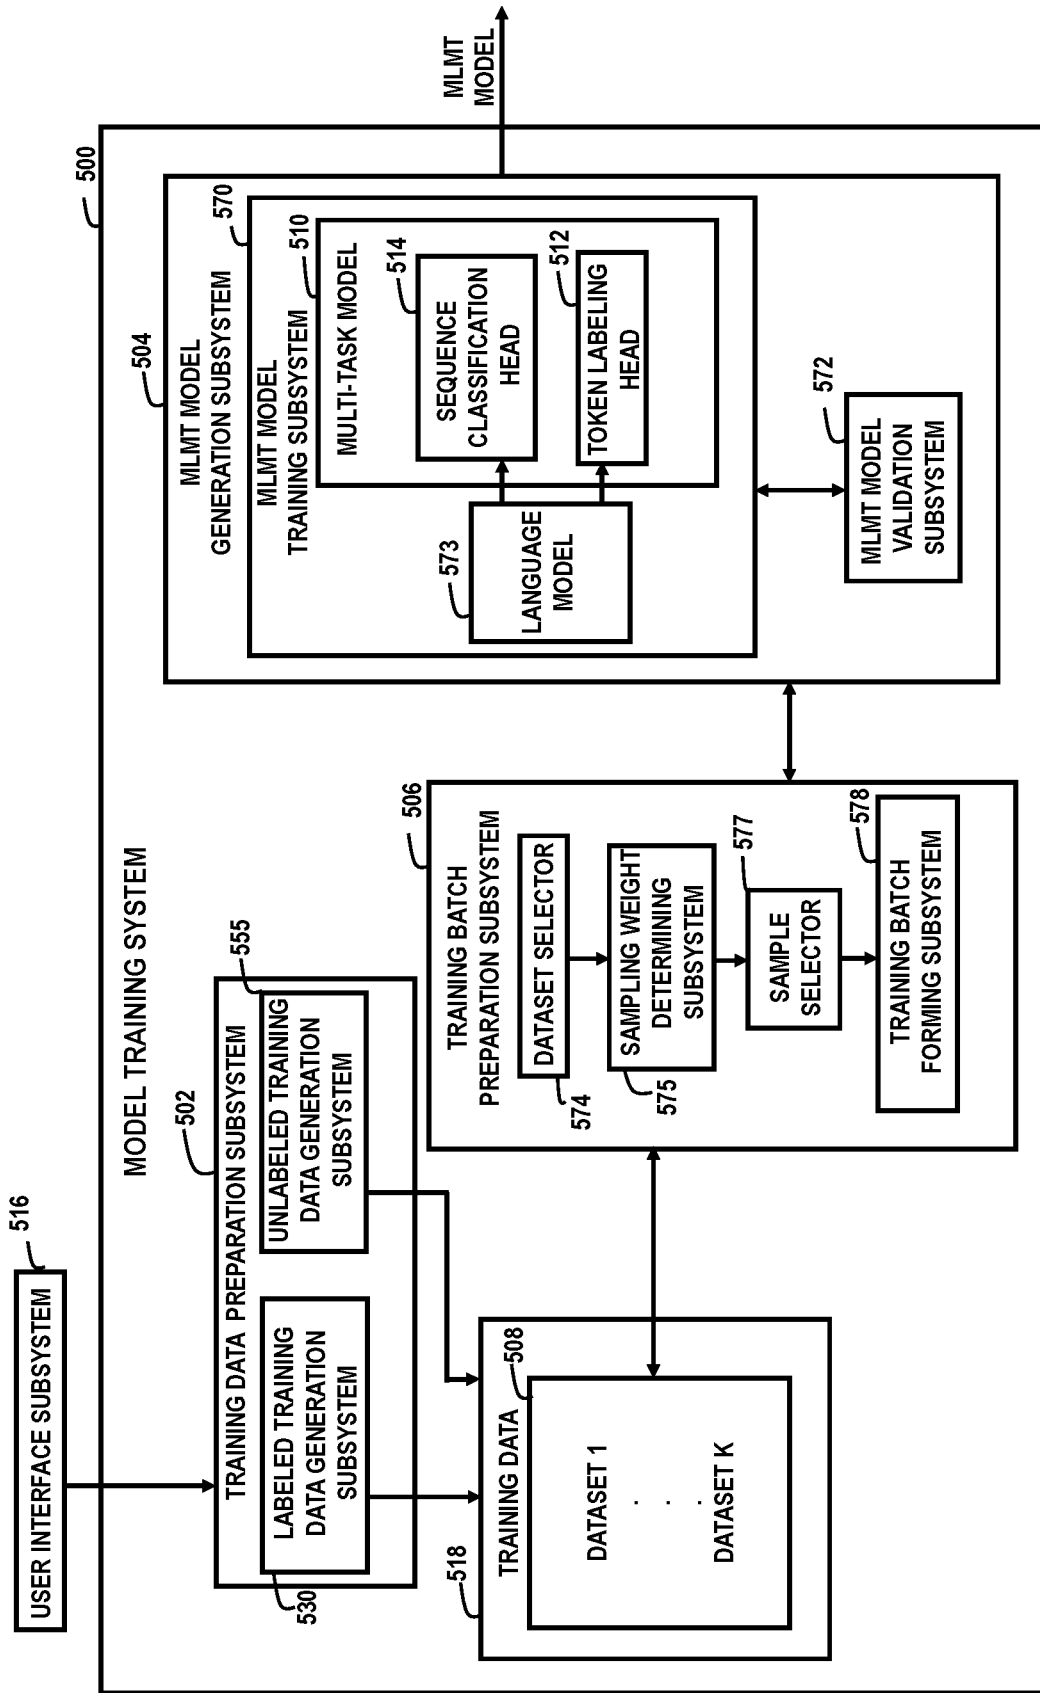 USER INTERFACE SUBSYSTEM
516
MODEL TRAINING SYSTEM
500
TRAINING DATA PREPARATION SUBSYSTEM
502
LABELED TRAINING
DATA GENERATION
SUBSYSTEM
530
UNLABELED TRAINING
DATA GENERATION
SUBSYSTEM
555
518
TRAINING DATA
508
DATASET 1
.
.
.
DATASET K
TRAINING BATCH
PREPARATION SUBSYSTEM
506
DATASET SELECTOR
574
SAMPLING WEIGHT
DETERMINING
SUBSYSTEM
575
SAMPLE
SELECTOR
577
TRAINING BATCH
FORMING SUBSYSTEM
578
504
MLMT MODEL
GENERATION SUBSYSTEM
MLMT MODEL
TRAINING SUBSYSTEM
570
MULTI-TASK MODEL
510
573
LANGUAGE
MODEL
SEQUENCE
CLASSIFICATION
HEAD
514
TOKEN LABELING
HEAD
512
MLMT MODEL
VALIDATION
SUBSYSTEM
572
MLMT
MODEL